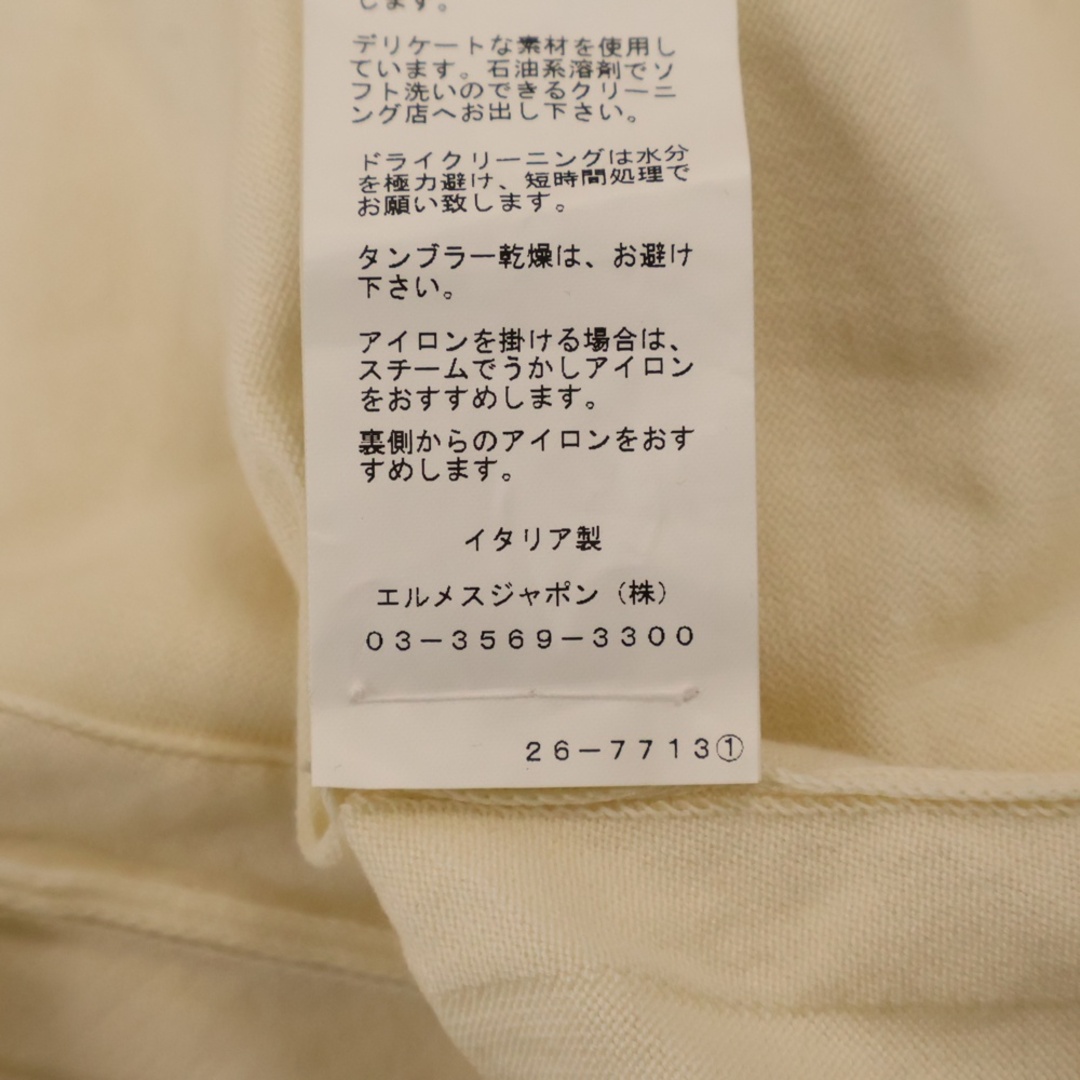 します。
デリケートな素材を使用し
ています。石油系溶剤でソ
フト洗いのできるクリーニ
ング店へお出し下さい。
ドライクリーニングは水分
を極力避け、短時間処理で
お願い致します。
タンブラー乾燥は、お避け
下さい。
アイロンを掛ける場合は、
スチームでうかしアイロン
をおすすめします。
裏側からのアイロンをおす
すめします。
イタリア製
エルメスジャポン（株）
０３－３５６９－３３００
２６－７７１３①